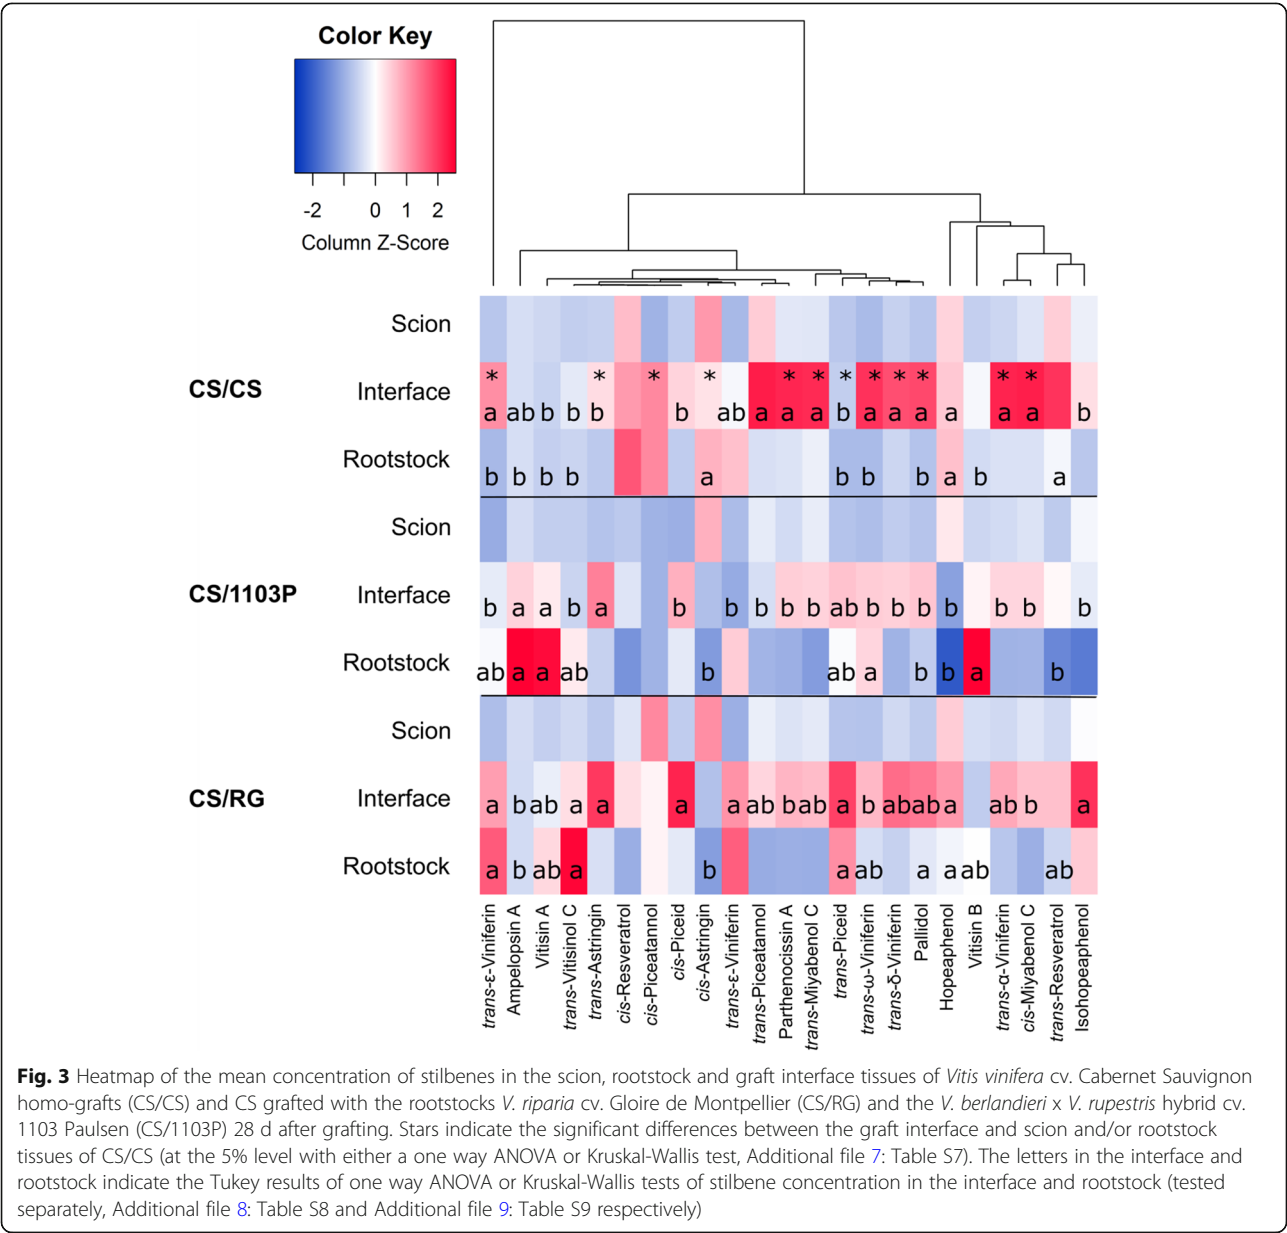 Color Key
-2 0 1 2
Column Z-Score
Scion
CS/CS Interface * * * * * * * * * * * *
a ab b b b b ab a a a b a a a a a a b
Rootstock b b b b a b b b a b a
Scion
CS/1103P Interface b a a b a b b b b b ab b b b b b b b
Rootstock ab a a ab b ab a b b a b
Scion
CS/RG Interface a b ab a a a a ab b ab a b ab ab a ab b a
Rootstock a b ab a b a ab a a ab ab
trans-ε-Viniferin
Ampelopsin A
Vitisin A
trans-Vitisinol C
trans-Astringin
cis-Resveratrol
cis-Piceatannol
cis-Piceid
cis-Astringin
trans-ε-Viniferin
trans-Piceatannol
Parthenocissin A
trans-Miyabenol C
trans-Piceid
trans-ω-Viniferin
trans-δ-Viniferin
Pallidol
Hopeaphenol
Vitisin B
trans-α-Viniferin
cis-Miyabenol C
trans-Resveratrol
Isohopeaphenol
Fig. 3 Heatmap of the mean concentration of stilbenes in the scion, rootstock and graft interface tissues of Vitis vinifera cv. Cabernet Sauvignon
homo-grafts (CS/CS) and CS grafted with the rootstocks V. riparia cv. Gloire de Montpellier (CS/RG) and the V. berlandieri x V. rupestris hybrid cv.
1103 Paulsen (CS/1103P) 28 d after grafting. Stars indicate the significant differences between the graft interface and scion and/or rootstock
tissues of CS/CS (at the 5% level with either a one way ANOVA or Kruskal-Wallis test, Additional file 7: Table S7). The letters in the interface and
rootstock indicate the Tukey results of one way ANOVA or Kruskal-Wallis tests of stilbene concentration in the interface and rootstock (tested
separately, Additional file 8: Table S8 and Additional file 9: Table S9 respectively)